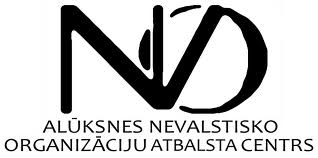 NVO
ALŪKSNES NEVALSTISKO
ORGANIZĀCIJU ATBALSTA CENTRS